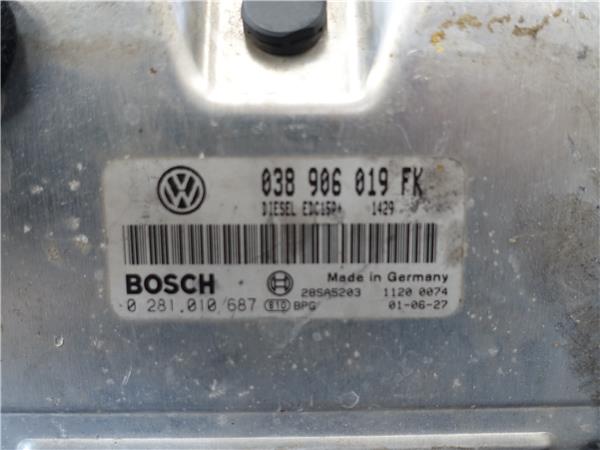 038 906 019 FK
DIESEL EDC15P+ 1429
BOSCH
Made in Germany
28SA5203 1120 0074
0 281 010 687 610 BPG 01-06-27